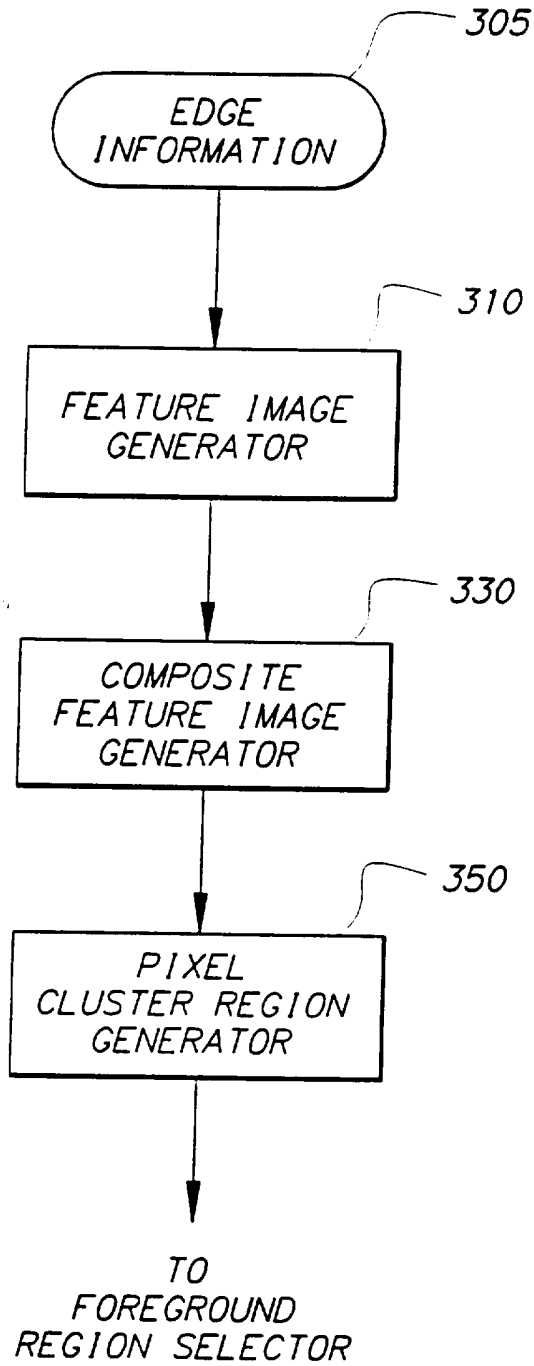 305
EDGE
INFORMATION
310
FEATURE IMAGE
GENERATOR
330
COMPOSITE
FEATURE IMAGE
GENERATOR
350
PIXEL
CLUSTER REGION
GENERATOR
TO
FOREGROUND
REGION SELECTOR